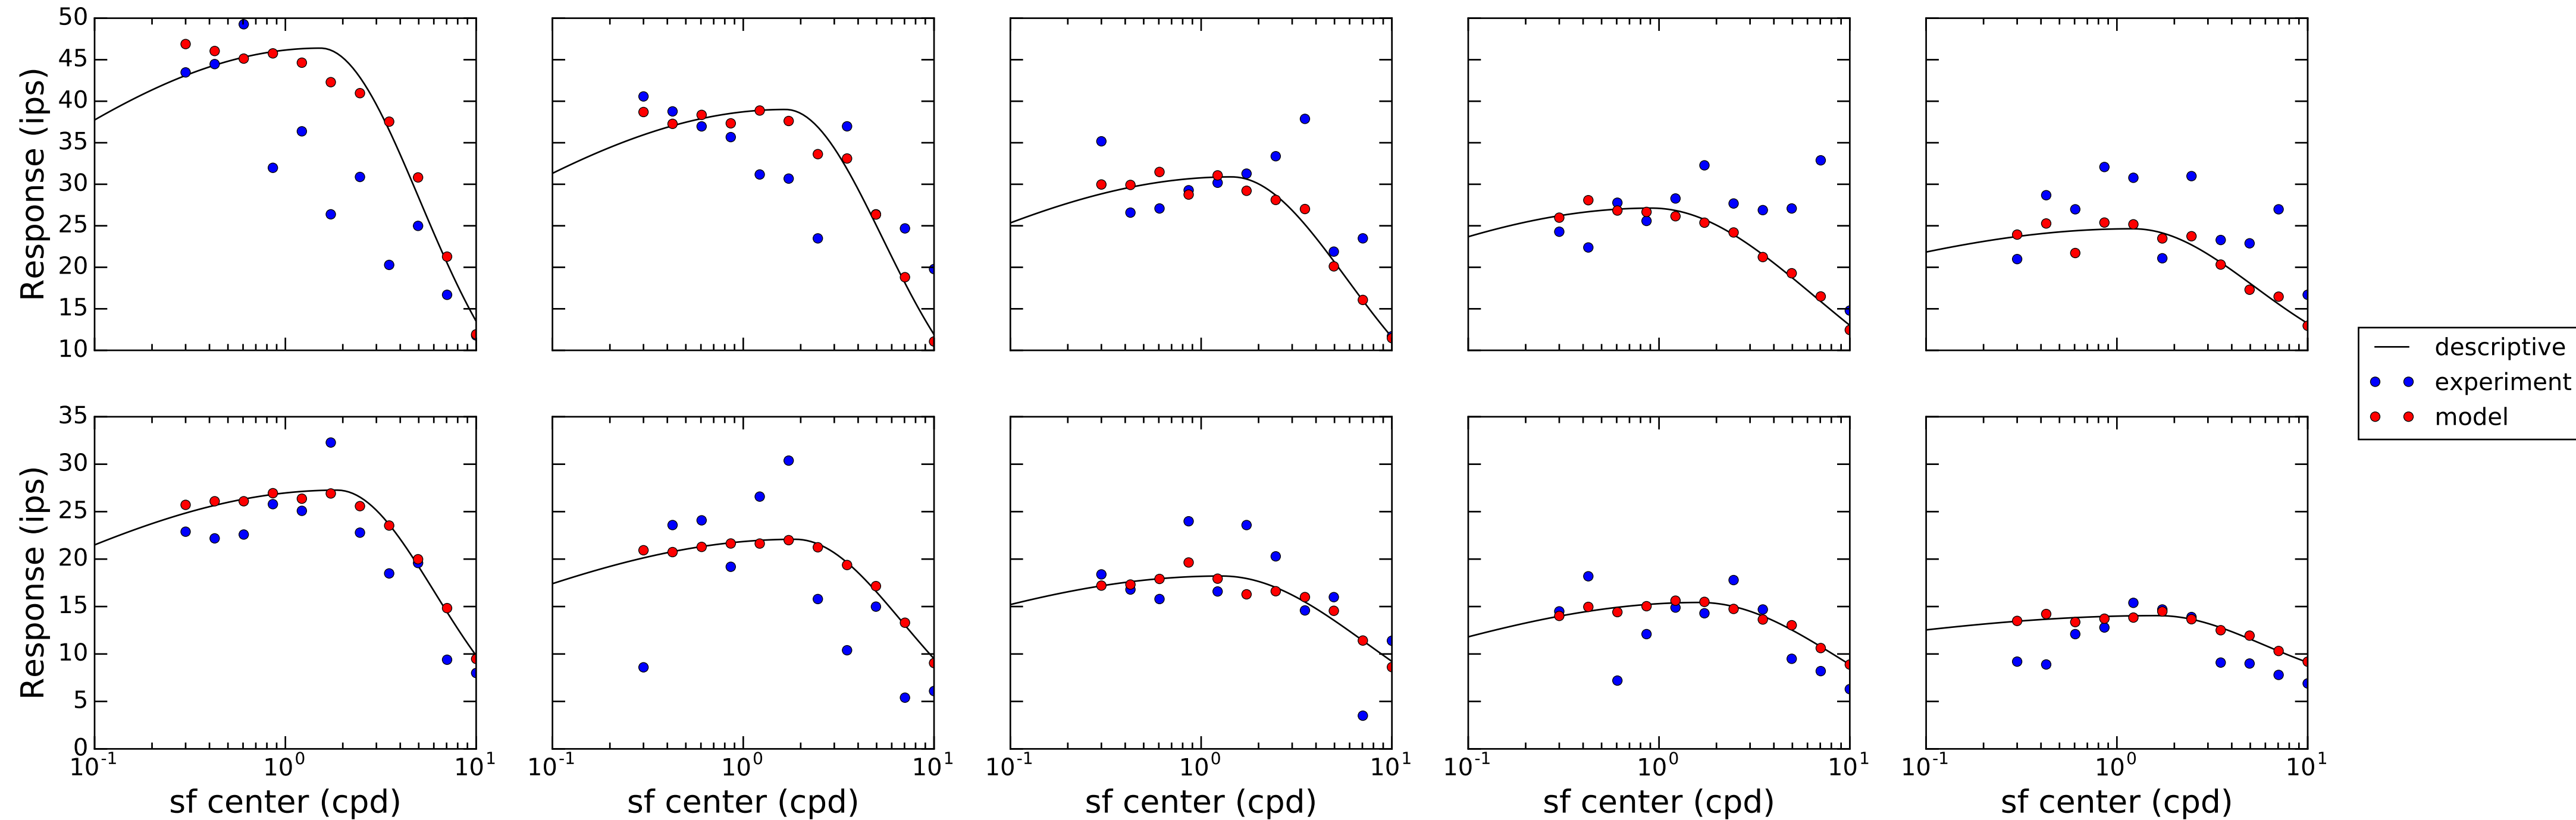 50
45
40
35
30
25
20
15
10
Response (ips)
descriptive
experiment
model
35
30
25
20
15
10
5
0
Response (ips)
10^-1 10^0 10^1
10^-1 10^0 10^1
10^-1 10^0 10^1
10^-1 10^0 10^1
10^-1 10^0 10^1
sf center (cpd)
sf center (cpd)
sf center (cpd)
sf center (cpd)
sf center (cpd)